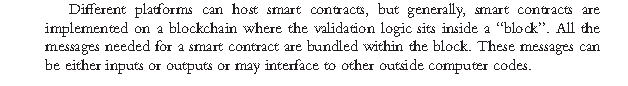 Different platforms can host smart contracts, but generally, smart contracts are
implemented on a blockchain where the validation logic sits inside a “block”. All the
messages needed for a smart contract are bundled within the block. These messages can
be either inputs or outputs or may interface to other outside computer codes.